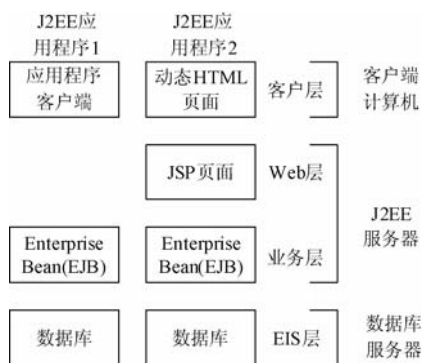 J2EE应 J2EE应
用程序1 用程序2
应用程序 动态HTML 客户端
客户端 页面 客户层 计算机
JSP页面 Web层
J2EE
服务器
Enterprise Enterprise
Bean(EJB) Bean(EJB) 业务层
数据库 数据库 EIS层 数据库
服务器